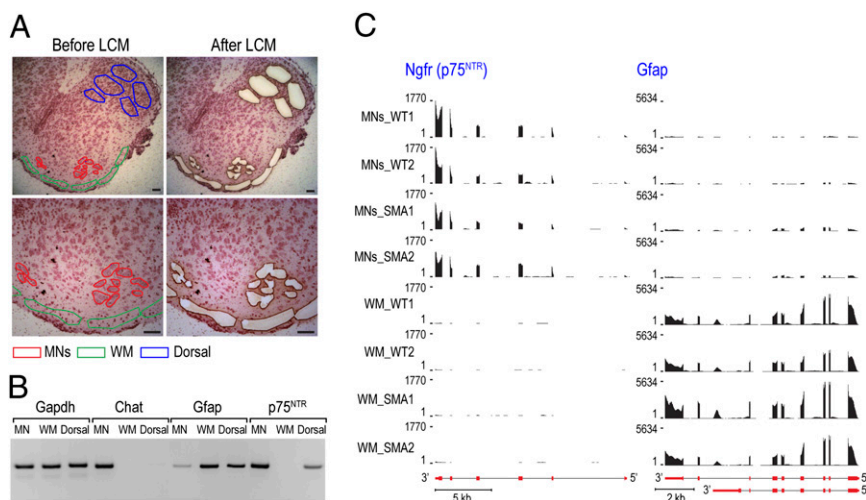 A
Before LCM After LCM
MNs WM Dorsal
B
Gapdh Chat Gfap p75NTR
MN WM Dorsal MN WM Dorsal MN WM Dorsal MN WM Dorsal
C
Ngfr (p75NTR) Gfap
1770 5634
MNs_WT1
1 1
1770 5634
MNs_WT2
1 1
1770 5634
MNs_SMA1
1 1
1770 5634
MNs_SMA2
1 1
1770 5634
WM_WT1
1 1
1770 5634
WM_WT2
1 1
1770 5634
WM_SMA1
1 1
1770 5634
WM_SMA2
1 1
3' 5' 5'
5 kb 2 kb 3' 5'